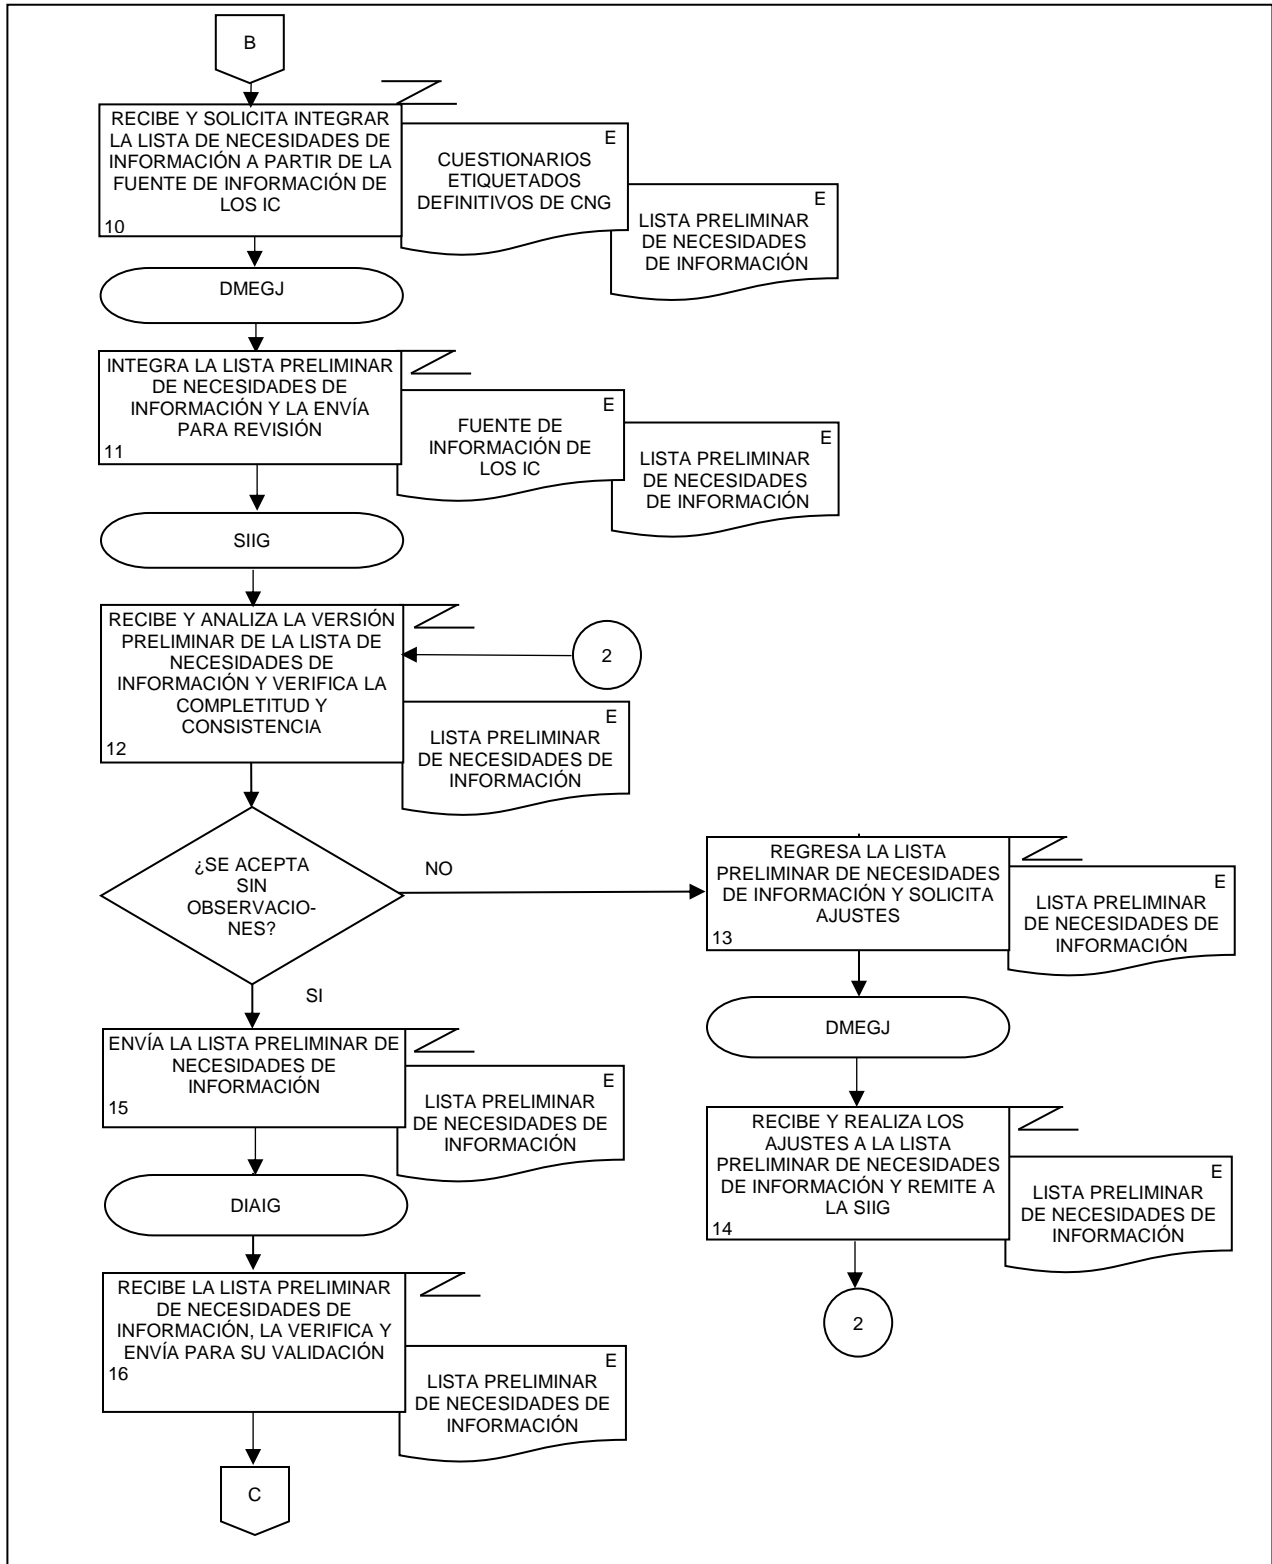 B
RECIBE Y SOLICITA INTEGRAR
LA LISTA DE NECESIDADES DE
INFORMACIÓN A PARTIR DE LA
FUENTE DE INFORMACIÓN DE
LOS IC
10
E
CUESTIONARIOS
ETIQUETADOS
DEFINITIVOS DE CNG
E
LISTA PRELIMINAR
DE NECESIDADES
DE INFORMACIÓN
DMEGJ
INTEGRA LA LISTA PRELIMINAR
DE NECESIDADES DE
INFORMACIÓN Y LA ENVÍA
PARA REVISIÓN
11
E
FUENTE DE
INFORMACIÓN DE
LOS IC
E
LISTA PRELIMINAR
DE NECESIDADES
DE INFORMACIÓN
SIIG
RECIBE Y ANALIZA LA VERSIÓN
PRELIMINAR DE LA LISTA DE
NECESIDADES DE
INFORMACIÓN Y VERIFICA LA
COMPLETITUD Y
CONSISTENCIA
12
2
E
LISTA PRELIMINAR
DE NECESIDADES DE
INFORMACIÓN
¿SE ACEPTA
SIN
OBSERVACIO-
NES?
NO
REGRESA LA LISTA
PRELIMINAR DE NECESIDADES
DE INFORMACIÓN Y SOLICITA
AJUSTES
13
E
LISTA PRELIMINAR
DE NECESIDADES DE
INFORMACIÓN
DMEGJ
RECIBE Y REALIZA LOS
AJUSTES A LA LISTA
PRELIMINAR DE NECESIDADES
DE INFORMACIÓN Y REMITE A
LA SIIG
14
E
LISTA PRELIMINAR
DE NECESIDADES DE
INFORMACIÓN
2
SI
ENVÍA LA LISTA PRELIMINAR DE
NECESIDADES DE
INFORMACIÓN
15
E
LISTA PRELIMINAR
DE NECESIDADES DE
INFORMACIÓN
DIAIG
RECIBE LA LISTA PRELIMINAR
DE NECESIDADES DE
INFORMACIÓN, LA VERIFICA Y
ENVÍA PARA SU VALIDACIÓN
16
E
LISTA PRELIMINAR
DE NECESIDADES DE
INFORMACIÓN
C